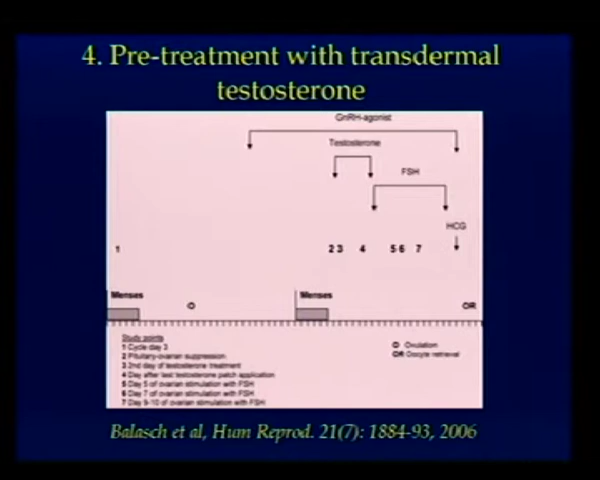 4. Pre-treatment with transdermal
testosterone
GnRH-agonist
Testosterone
FSH
HCG
1 2 3 4 5 6 7
Menses Menses
O OR
Study points
1 Cycle day 3
2 Pituitary-ovarian suppression
3 2nd day of testosterone treatment
4 Day after last testosterone patch application
5 Day 5 of ovarian stimulation with FSH
6 Day 7 of ovarian stimulation with FSH
7 Day 9-10 of ovarian stimulation with FSH
O Ovulation
OR Oocyte retrieval
Balasch et al, Hum Reprod. 21(7): 1884-93, 2006